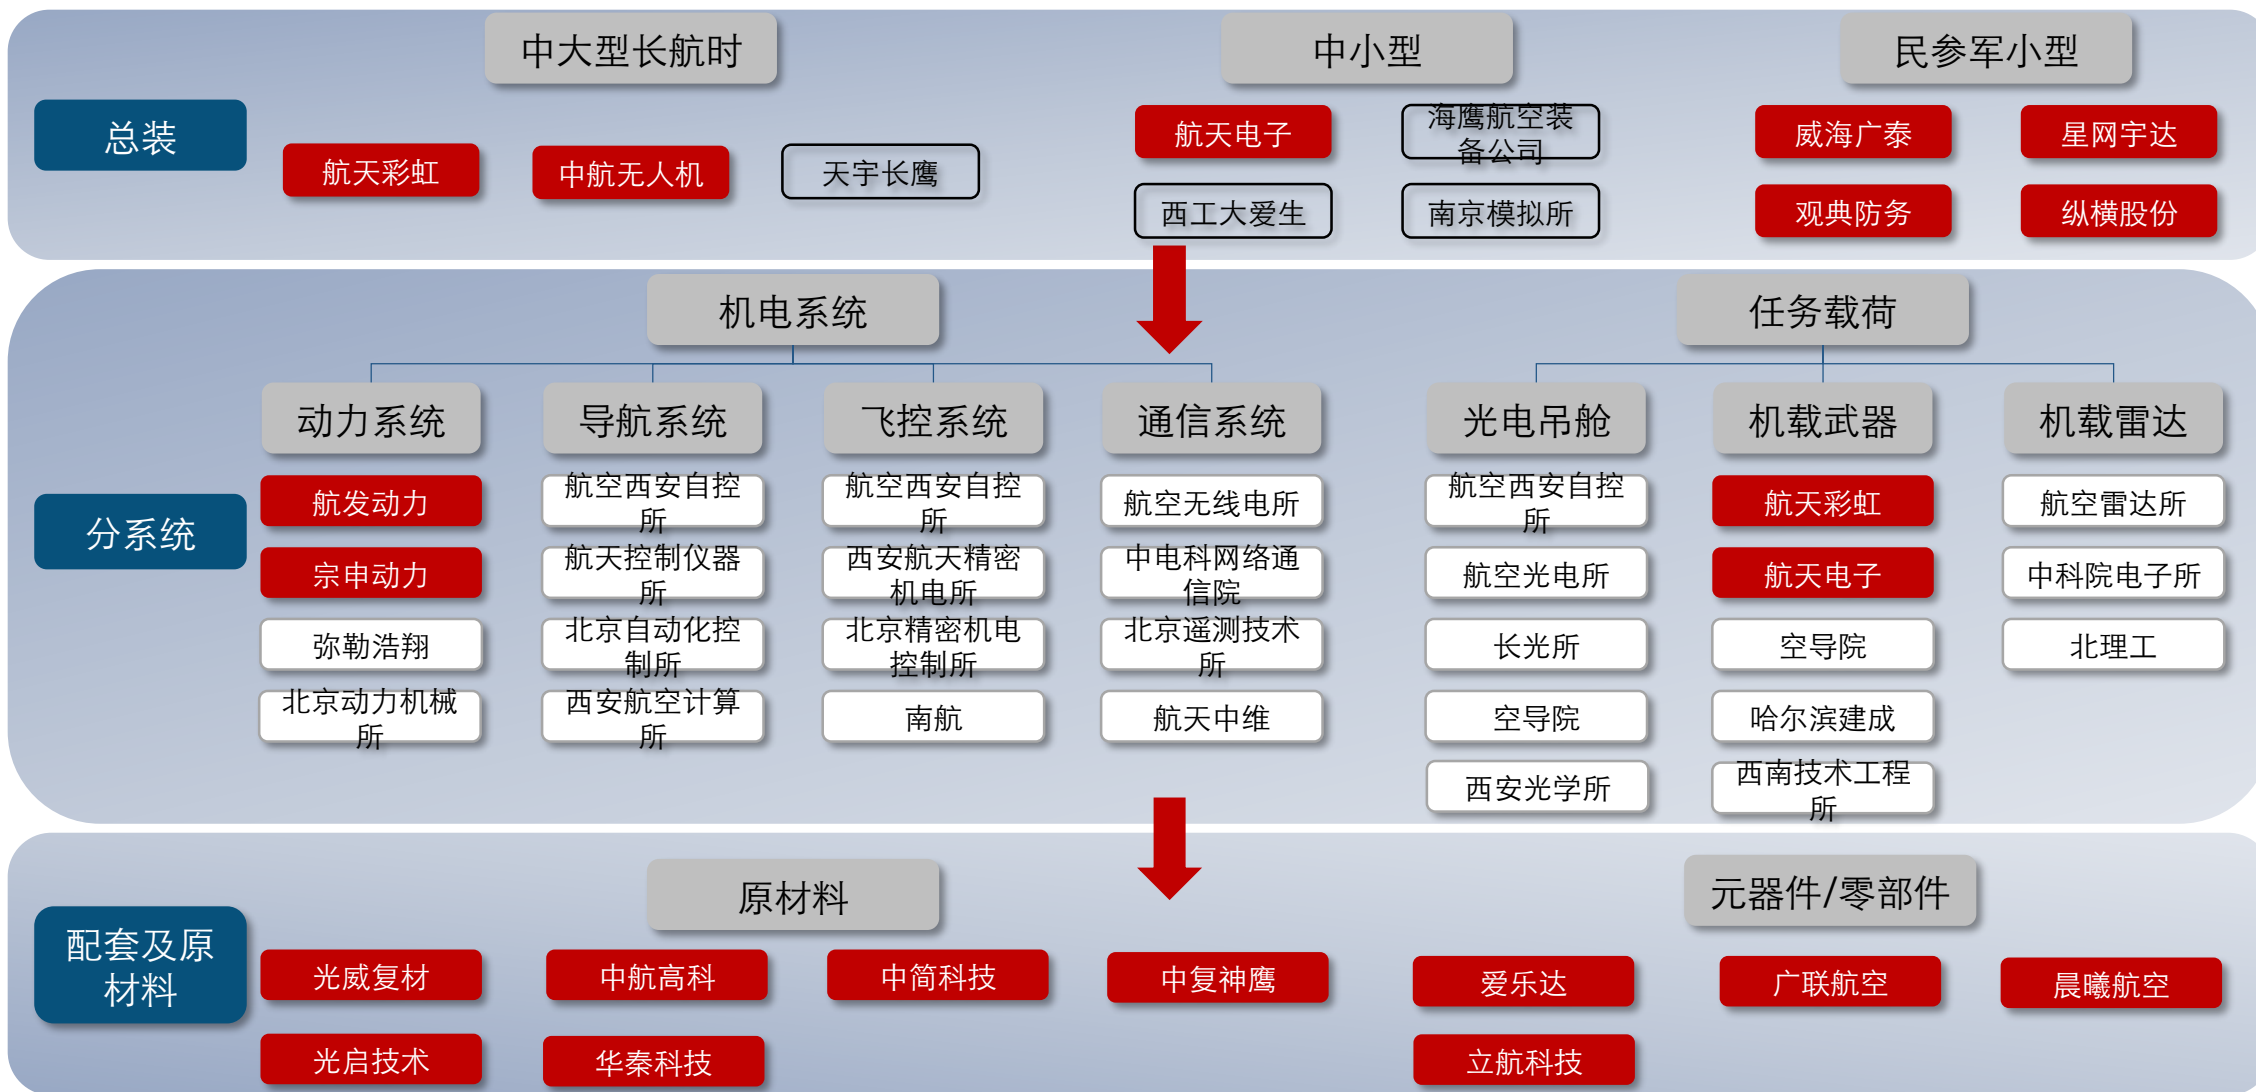 中大型长航时
中小型
民参军小型
总装
航天彩虹
中航无人机
天宇长鹰
航天电子
海鹰航空装
备公司
西工大爱生
南京模拟所
威海广泰
星网宇达
观典防务
纵横股份
机电系统
任务载荷
动力系统
导航系统
飞控系统
通信系统
光电吊舱
机载武器
机载雷达
分系统
航发动力
宗申动力
弥勒浩翔
北京动力机械
所
航空西安自控
所
航天控制仪器
所
北京自动化控
制所
西安航空计算
所
航空西安自控
所
西安航天精密
机电所
北京精密机电
控制所
南航
航空无线电所
中电科网络通
信院
北京遥测技术
所
航天中维
航空西安自控
所
航空光电所
长光所
空导院
西安光学所
航天彩虹
航天电子
空导院
哈尔滨建成
西南技术工程
所
航空雷达所
中科院电子所
北理工
原材料
元器件/零部件
配套及原
材料
光威复材
中航高科
中简科技
中复神鹰
爱乐达
广联航空
晨曦航空
光启技术
华秦科技
立航科技